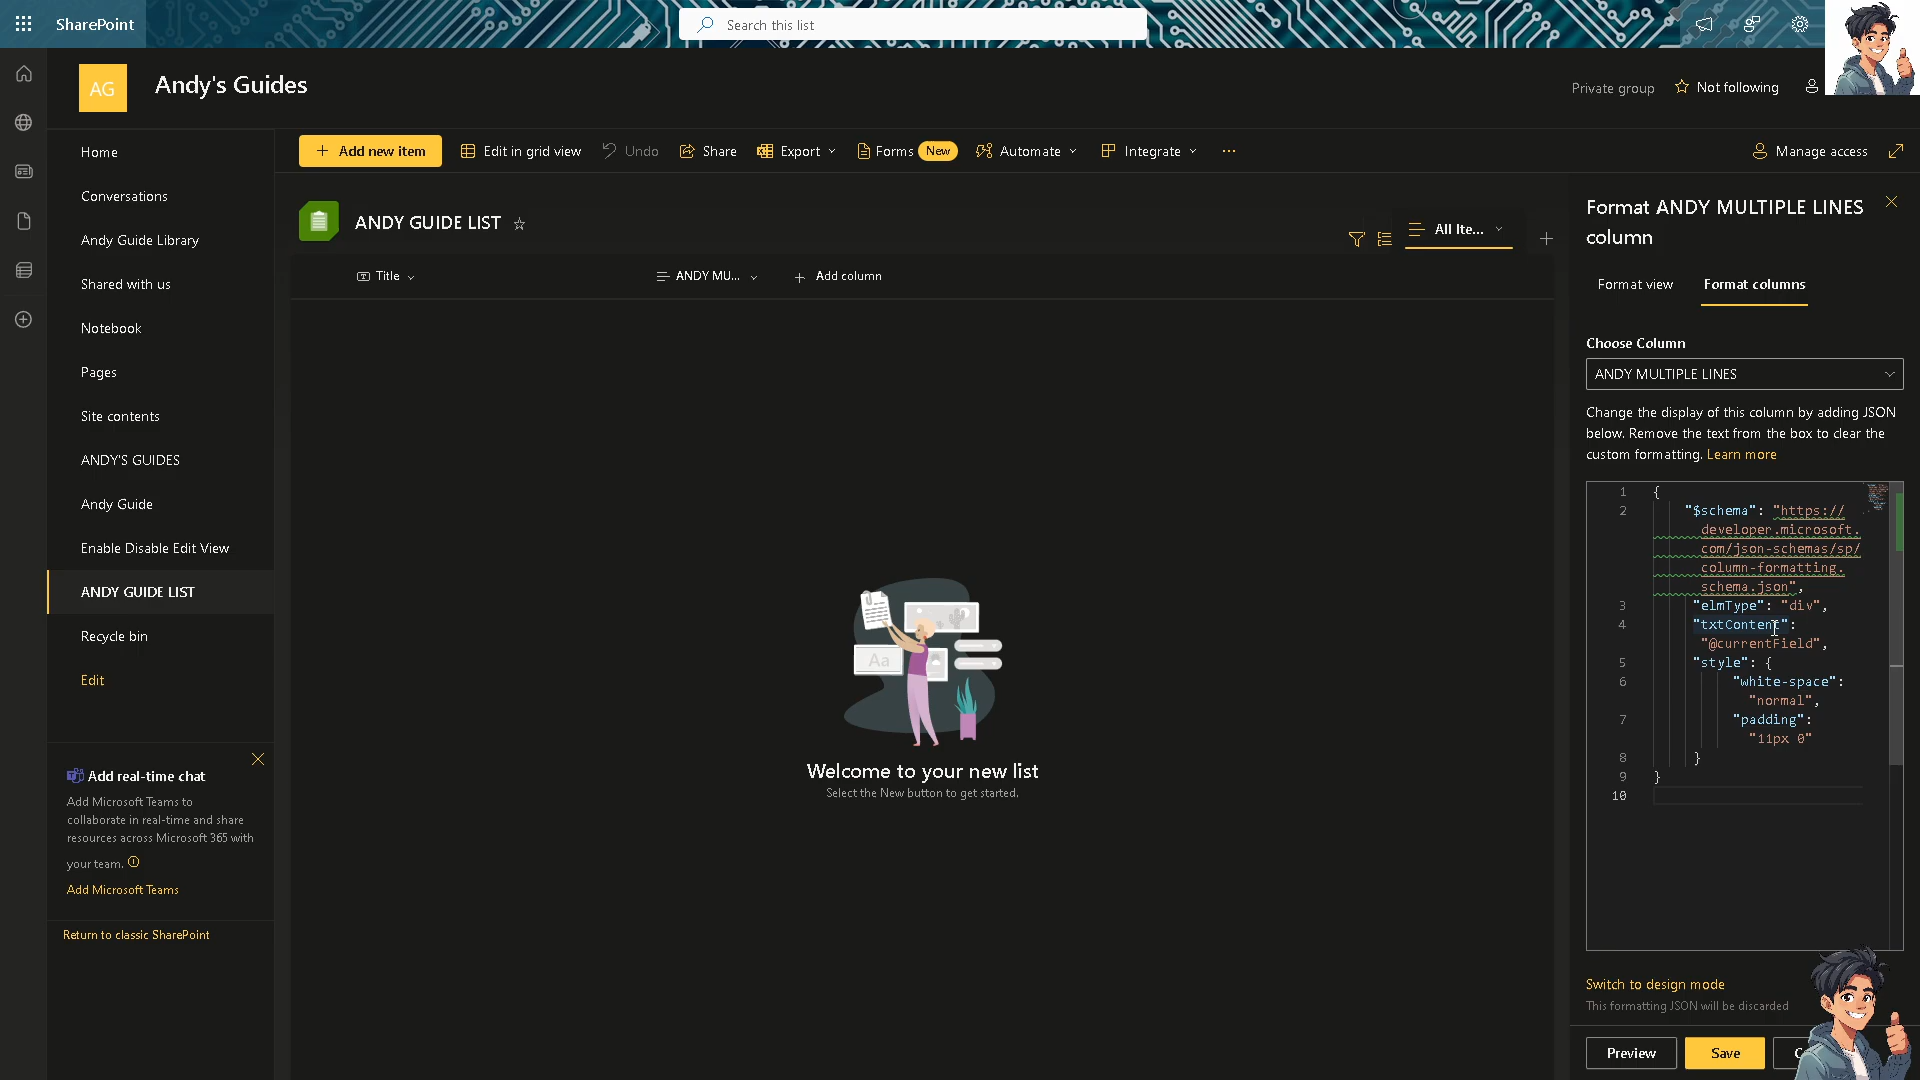 SharePoint
Search this list
AG
Andy's Guides
Private group
Not following
Home
Conversations
Andy Guide Library
Shared with us
Notebook
Pages
Site contents
ANDY'S GUIDES
Andy Guide
Enable Disable Edit View
ANDY GUIDE LIST
Recycle bin
Edit
Add real-time chat
Add Microsoft Teams to
collaborate in real-time and share
resources across Microsoft 365 with
your team.
Add Microsoft Teams
Return to classic SharePoint
Add new item
Edit in grid view
Undo
Share
Export
Forms New
Automate
Integrate
Manage access
ANDY GUIDE LIST
All Ite...
Title
ANDY MU...
Add column
Aa
Welcome to your new list
Select the New button to get started.
Format ANDY MULTIPLE LINES
column
Format view
Format columns
Choose Column
ANDY MULTIPLE LINES
Change the display of this column by adding JSON
below. Remove the text from the box to clear the
custom formatting. Learn more
1 {
2 "$schema": "https://
developer.microsoft.
com/json-schemas/sp/
column-formatting.
schema.json",
3 "elmType": "div",
4 "txtContent":
"@currentField",
5 "style": {
6 "white-space":
"normal",
7 "padding":
"11px 0"
8 }
9 }
10
Switch to design mode
This formatting JSON will be discarded
Preview
Save